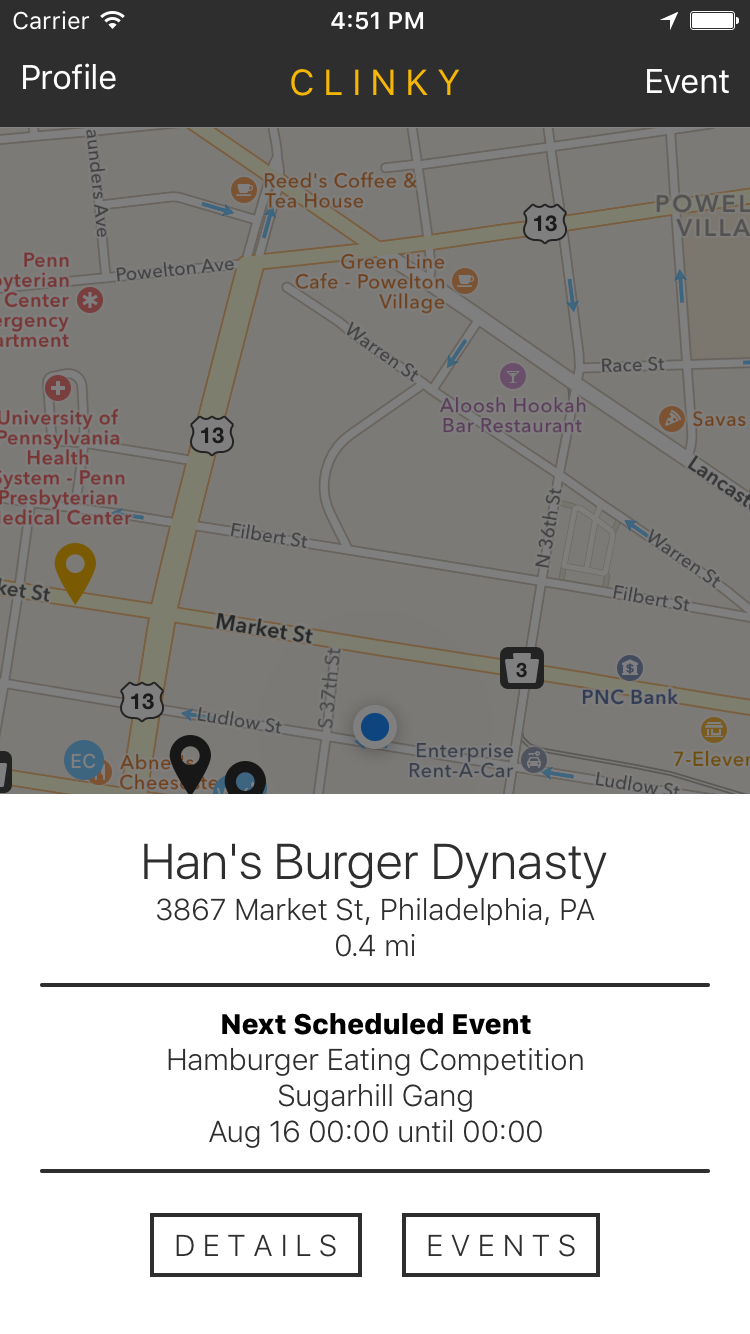 Carrier
4:51 PM
Profile
CLINKY
Event
aunders Ave
Reed's Coffee &
Tea House
13
POWEL
VILLA
Penn
byterian
Center
ergency
artment
Powelton Ave
Green Line
Cafe - Powelton
Village
Warren St
Race St
Aloosh Hookah
Bar Restaurant
Savas
University of
Pennsylvania
Health
System - Penn
Presbyterian
Medical Center
13
Lancast
N 36th St
Warren St
Filbert St
Filbert St
ket St
Market St
S 37th St
3
PNC Bank
13
Ludlow St
EC
Abne
Cheese
Enterprise
Rent-A-Car
7-Eleven
Ludlow St
Han's Burger Dynasty
3867 Market St, Philadelphia, PA
0.4 mi
Next Scheduled Event
Hamburger Eating Competition
Sugarhill Gang
Aug 16 00:00 until 00:00
DETAILS
EVENTS